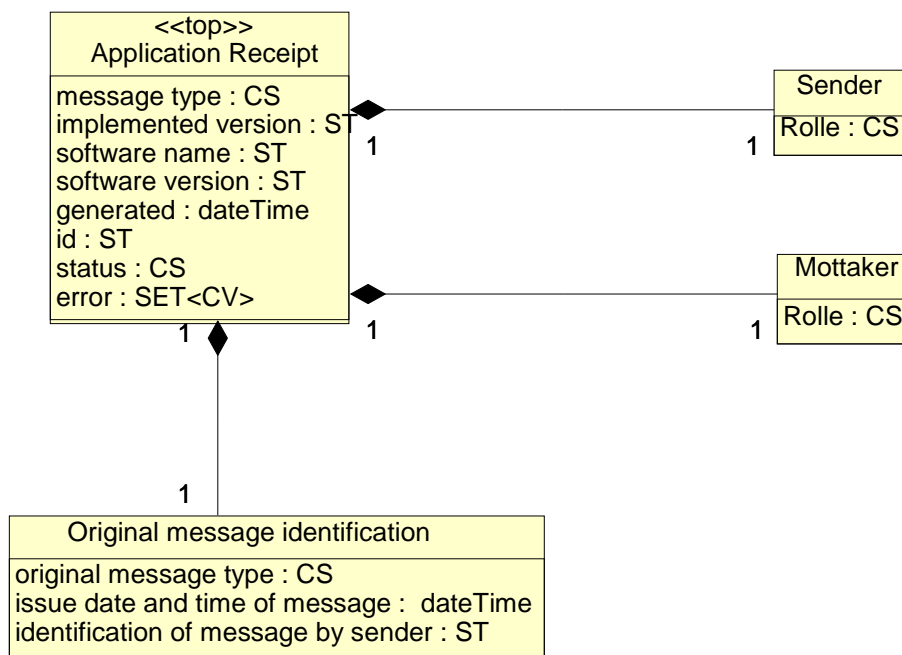 <<top>>
Application Receipt
message type : CS
implemented version : ST
software name : ST
software version : ST
generated : dateTime
id : ST
status : CS
error : SET<CV>
Sender
Rolle : CS
1
1
Mottaker
Rolle : CS
1
1
1
1
Original message identification
original message type : CS
issue date and time of message : dateTime
identification of message by sender : ST